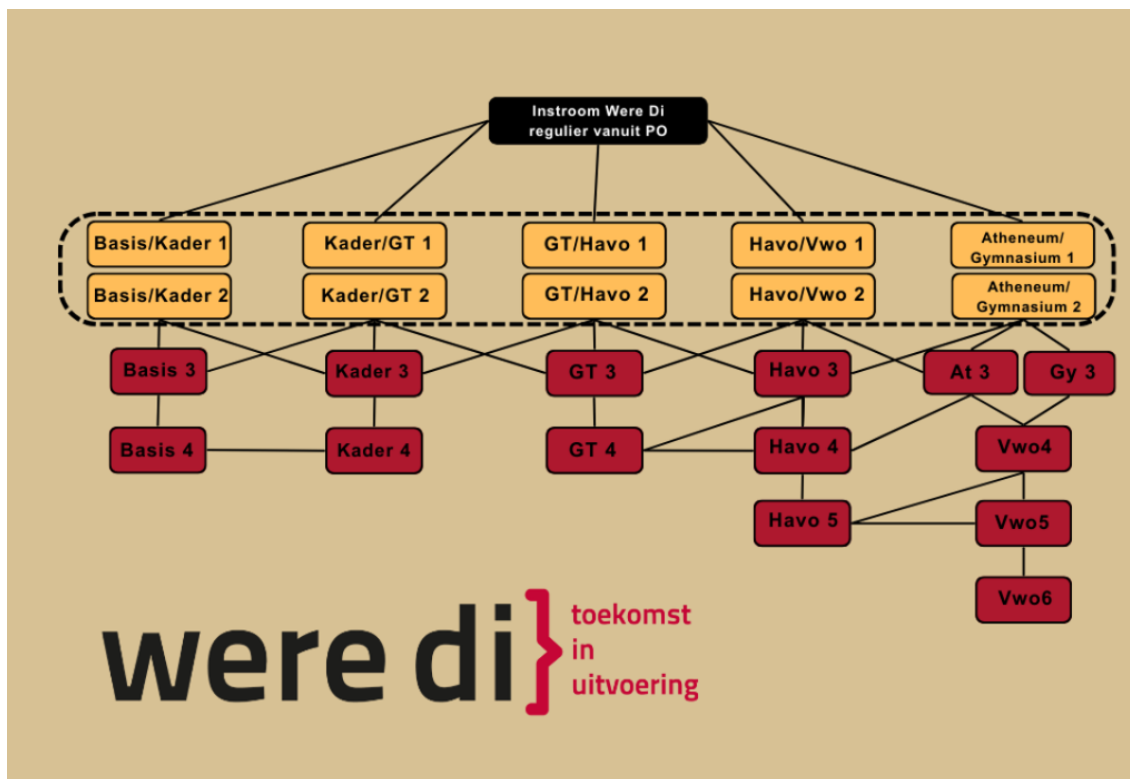 Instroom Were Di
regulier vanuit PO
Basis/Kader 1
Kader/GT 1
GT/Havo 1
Havo/Vwo 1
Atheneum/
Gymnasium 1
Basis/Kader 2
Kader/GT 2
GT/Havo 2
Havo/Vwo 2
Atheneum/
Gymnasium 2
Basis 3
Kader 3
GT 3
Havo 3
At 3
Gy 3
Basis 4
Kader 4
GT 4
Havo 4
Vwo4
Havo 5
Vwo5
Vwo6
were di}
toekomst
in
uitvoering